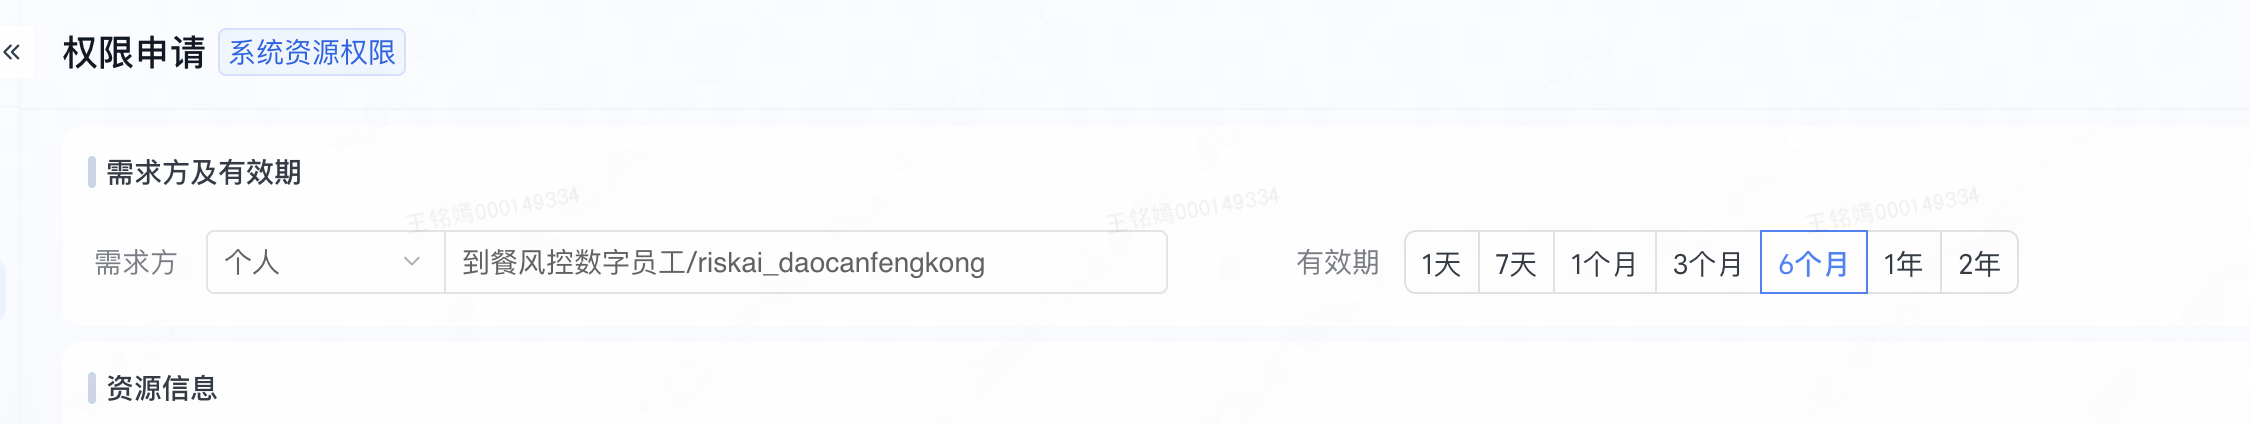 权限申请 系统资源权限
需求方及有效期
王铭嫣000149334 王铭嫣000149334 王铭嫣000149334
需求方 个人 到餐风控数字员工/riskai_daocanfengkong 有效期 1天 7天 1个月 3个月 6个月 1年 2年
资源信息